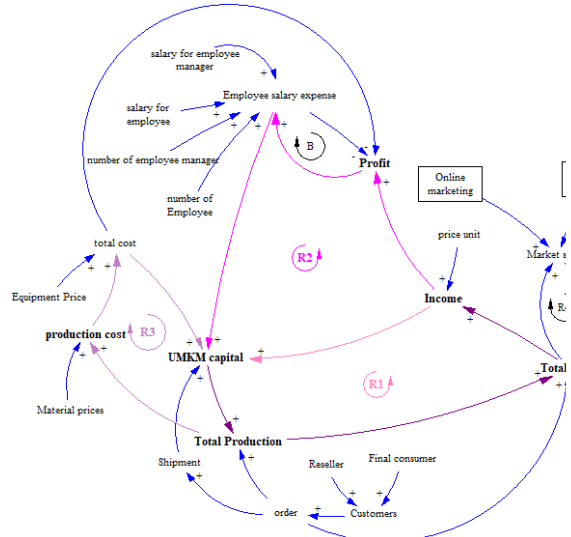 salary for employee
manager
Employee salary expense
salary for
employee
B
number of employee manager
Profit
Online
marketing
number of
Employee
price unit
total cost
Market s
R2
Equipment Price
Income
production cost
R3
UMKM capital
Total
R1
Material prices
Total Production
Shipment
Reseller
Final consumer
order
Customers